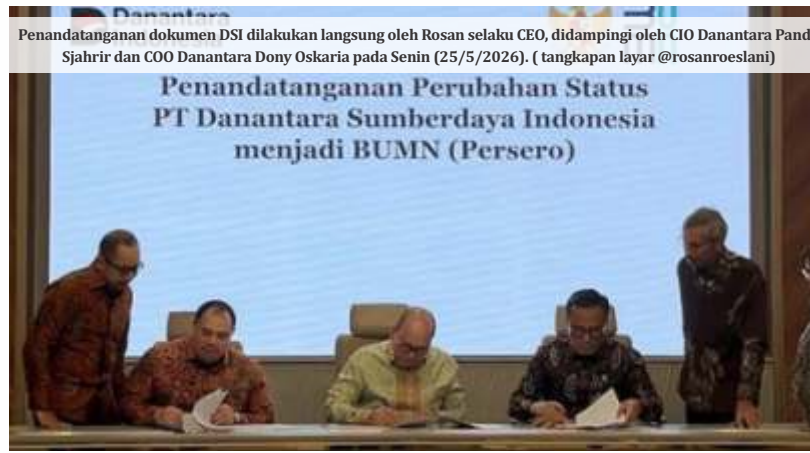 Danantara
Indonesia
Penandatanganan dokumen DSI dilakukan langsung oleh Rosan selaku CEO, didampingi oleh CIO Danantara Pand
Sjahrir dan COO Danantara Dony Oskaria pada Senin (25/5/2026). ( tangkapan layar @rosanroeslani)
Penandatanganan Perubahan Status
PT Danantara Sumberdaya Indonesia
menjadi BUMN (Persero)